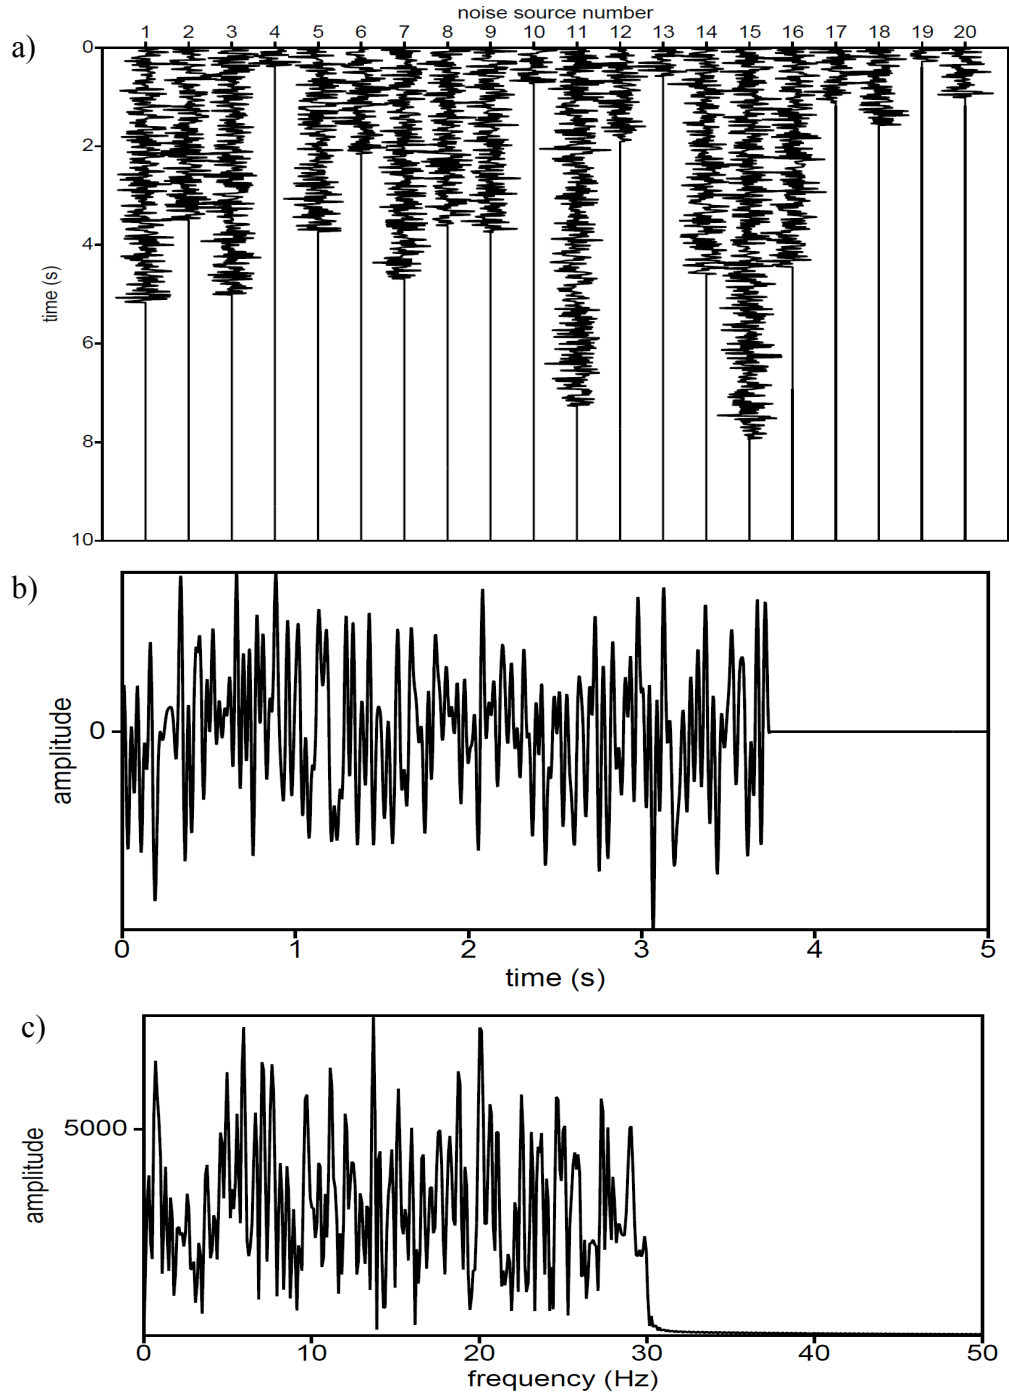 noise source number
a)
1 2 3 4 5 6 7 8 9 10 11 12 13 14 15 16 17 18 19 20
0
2
4
6
8
10
time (s)
b)
amplitude
0
0 1 2 3 4 5
time (s)
c)
amplitude
5000
0 10 20 30 40 50
frequency (Hz)